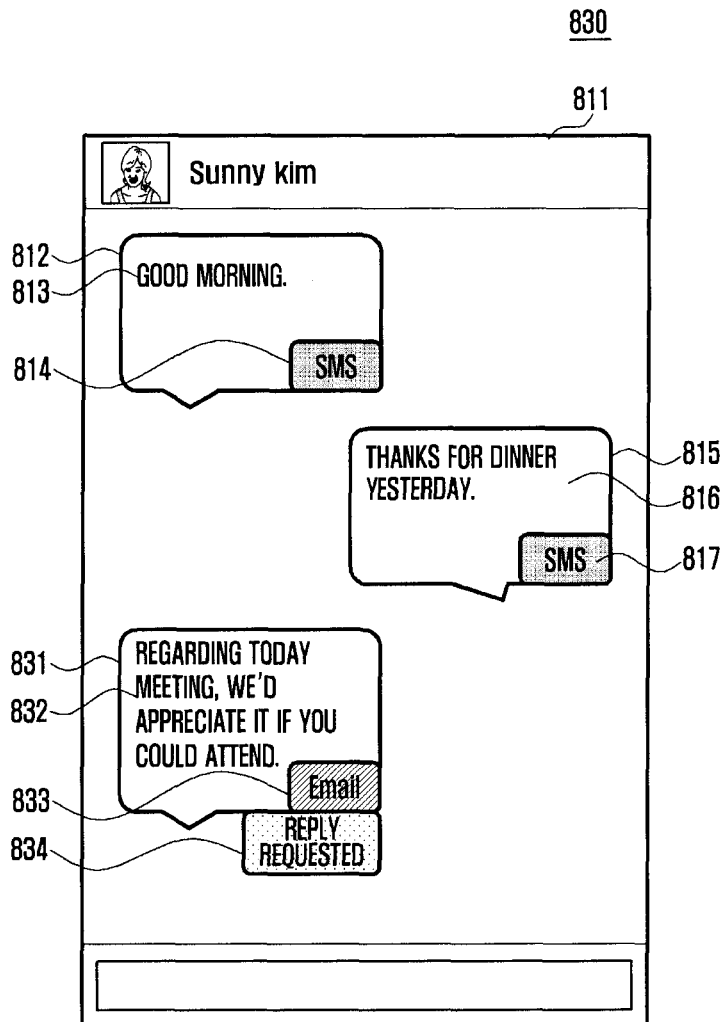 830
811
Sunny kim
812
813
GOOD MORNING.
814
SMS
THANKS FOR DINNER
YESTERDAY.
815
816
SMS
817
831
REGARDING TODAY
832
MEETING, WE'D
APPRECIATE IT IF YOU
COULD ATTEND.
833
Email
834
REPLY
REQUESTED